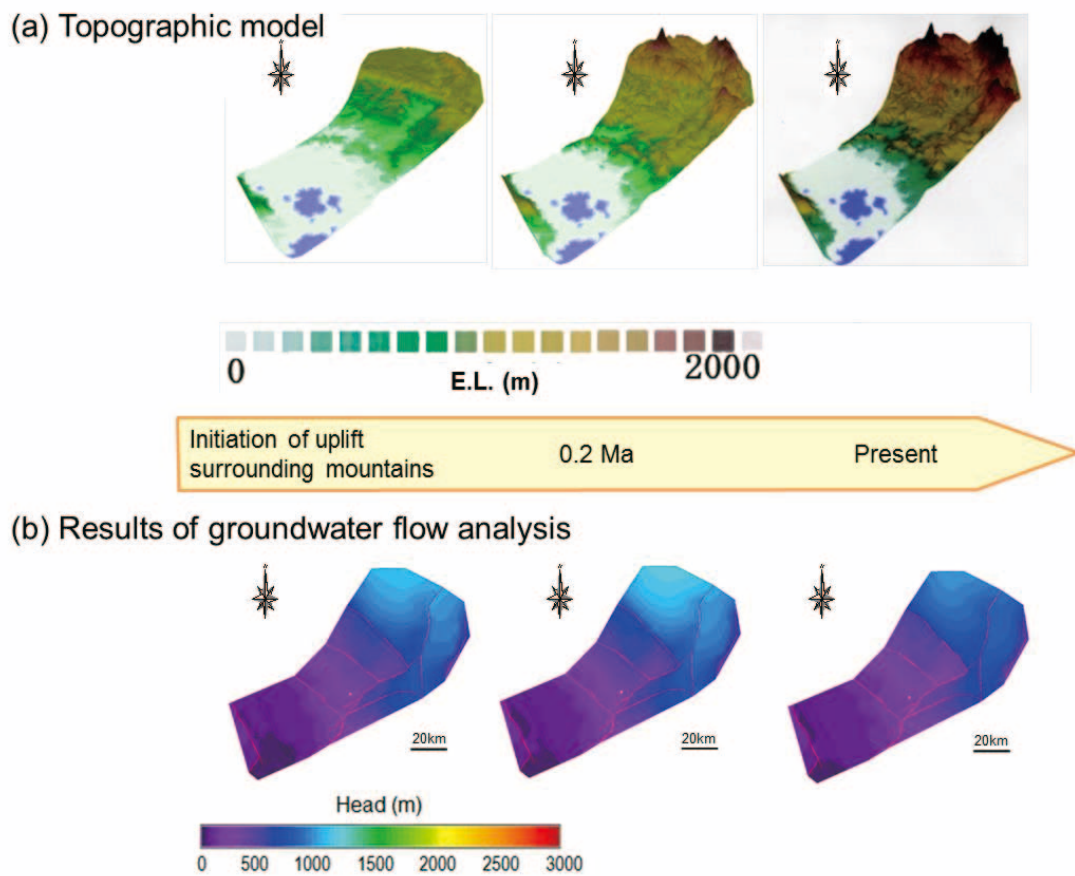 (a) Topographic model
0 2000
E.L. (m)
Initiation of uplift
surrounding mountains
0.2 Ma
Present
(b) Results of groundwater flow analysis
20km
20km
20km
Head (m)
0 500 1000 1500 2000 2500 3000